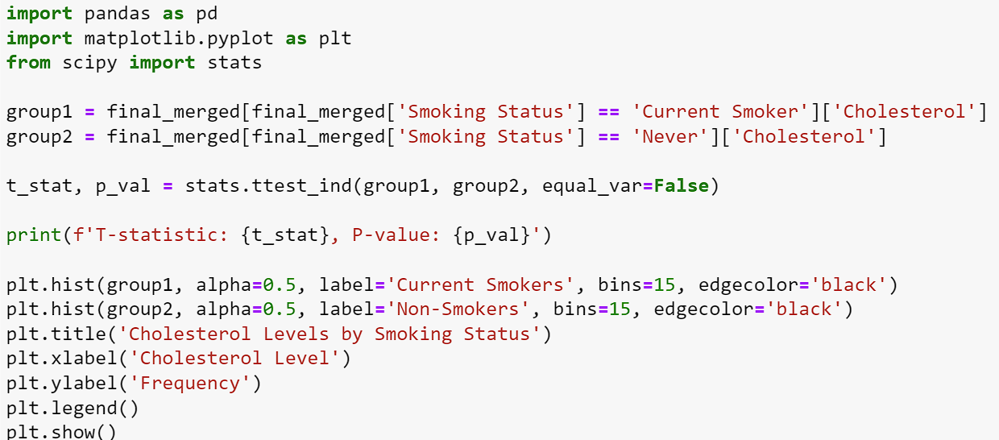 import pandas as pd
import matplotlib.pyplot as plt
from scipy import stats
group1 = final_merged[final_merged['Smoking Status'] == 'Current Smoker']['Cholesterol']
group2 = final_merged[final_merged['Smoking Status'] == 'Never']['Cholesterol']
t_stat, p_val = stats.ttest_ind(group1, group2, equal_var=False)
print(f'T-statistic: {t_stat}, P-value: {p_val}')
plt.hist(group1, alpha=0.5, label='Current Smokers', bins=15, edgecolor='black')
plt.hist(group2, alpha=0.5, label='Non-Smokers', bins=15, edgecolor='black')
plt.title('Cholesterol Levels by Smoking Status')
plt.xlabel('Cholesterol Level')
plt.ylabel('Frequency')
plt.legend()
plt.show()